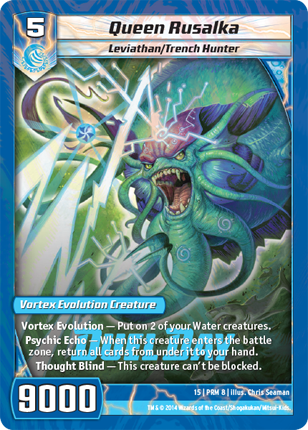 5
Queen Rusalka
Leviathan/Trench Hunter
Vortex Evolution Creature
Vortex Evolution — Put on 2 of your Water creatures.
Psychic Echo — When this creature enters the battle
zone, return all cards from under it to your hand.
Thought Blind — This creature can't be blocked.
9000
15 | PRM 8 | Illus. Chris Seaman
TM & © 2014 Wizards of the Coast/Shogakukan/Mitsui-Kids.